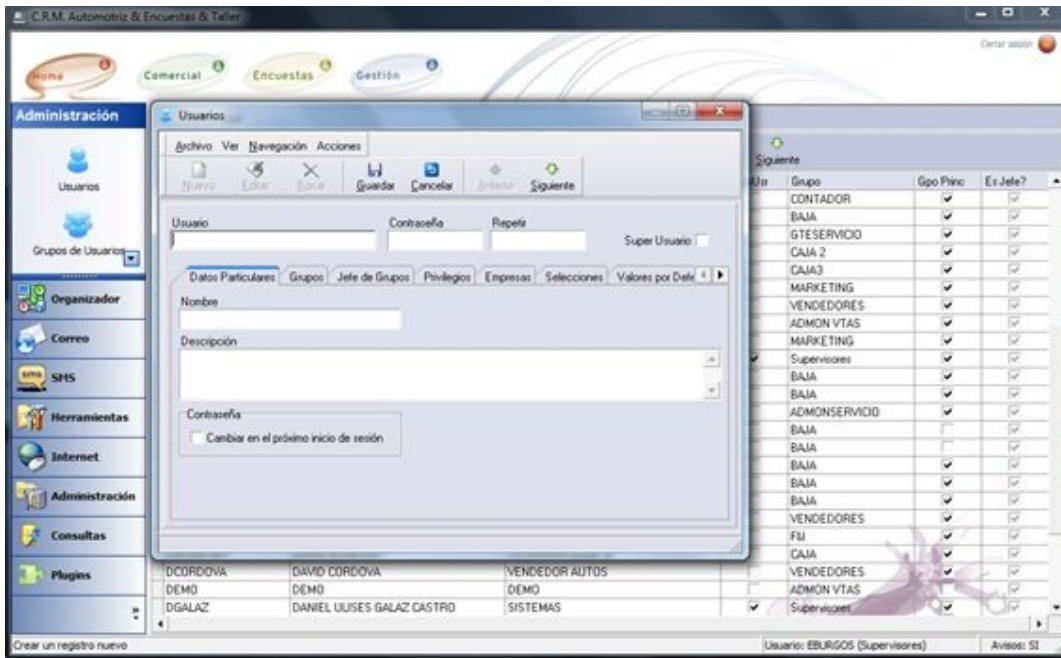 C.R.M. Automotriz & Encuestas & Taller
Cerrar sesión
Home
Comercial
Encuestas
Gestión
Administración
Usuarios
Grupos de Usuarios
Organizador
Correo
SMS
Herramientas
Internet
Administración
Consultas
Plugins
Usuarios
Archivo Ver Navegación Acciones
Nuevo Editar Borrar Guardar Cancelar Anterior Siguiente
Usuario Contraseña Repetir
Super Usuario
Datos Particulares Grupos Jefe de Grupos Privilegios Empresas Selecciones Valores por Defe
Nombre
Descripción
Contraseña
Cambiar en el próximo inicio de sesión
Siguiente
Usr Grupo Gpo Princ Es Jefe?
CONTADOR
BAJA
GTESERVICIO
CAJA 2
CAJA3
MARKETING
VENDEDORES
ADMON VTAS
MARKETING
Supervisores
BAJA
BAJA
ADMONSERVICIO
BAJA
BAJA
BAJA
BAJA
BAJA
VENDEDORES
F&I
CAJA
DCORDOVA DAVID CORDOVA VENDEDOR AUTOS VENDEDORES
DEMO DEMO DEMO ADMON VTAS
DGALAZ DANIEL ULISES GALAZ CASTRO SISTEMAS Supervisores
Crear un registro nuevo
Usuario: EBURGOS (Supervisores)
Avisos: SI